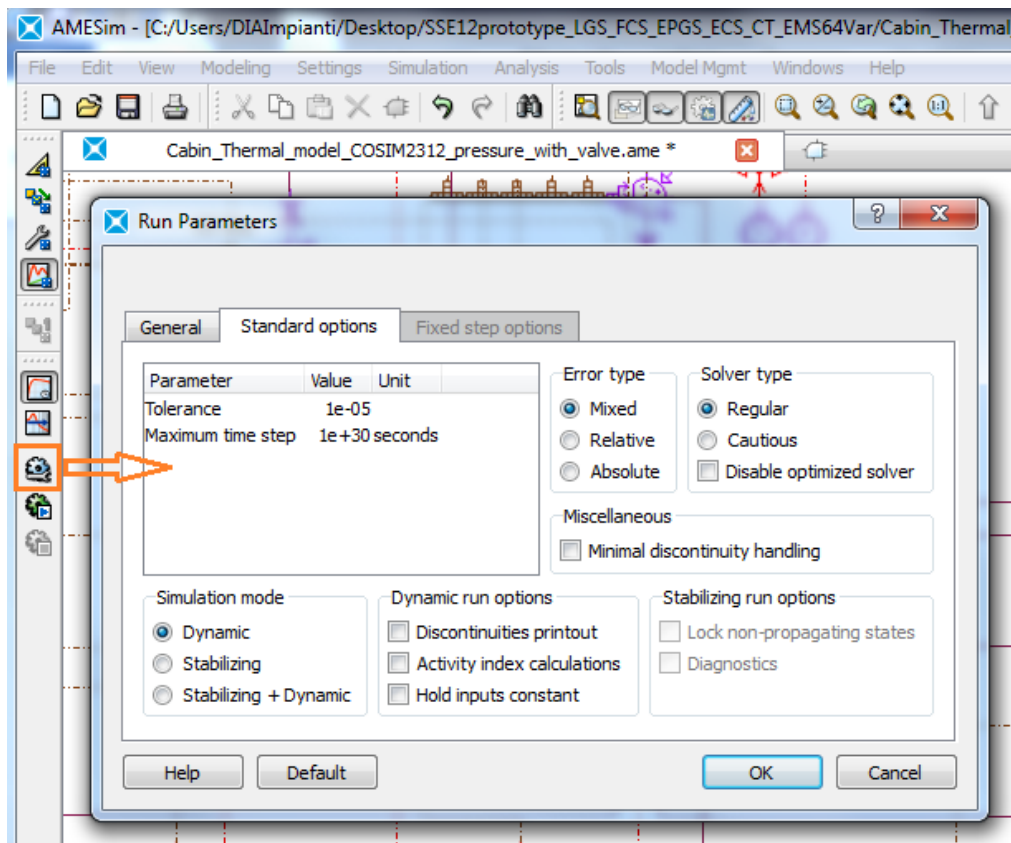 AMESim - [C:/Users/DIAImpianti/Desktop/SSE12prototype_LGS_FCS_EPGS_ECS_CT_EMS64Var/Cabin_Thermal
File Edit View Modeling Settings Simulation Analysis Tools Model Mgmt Windows Help
Cabin_Thermal_model_COSIM2312_pressure_with_valve.ame *
Run Parameters
General Standard options Fixed step options
Parameter Value Unit
Tolerance 1e-05
Maximum time step 1e+30 seconds
Error type
Mixed
Relative
Absolute
Solver type
Regular
Cautious
Disable optimized solver
Miscellaneous
Minimal discontinuity handling
Simulation mode
Dynamic
Stabilizing
Stabilizing + Dynamic
Dynamic run options
Discontinuities printout
Activity index calculations
Hold inputs constant
Stabilizing run options
Lock non-propagating states
Diagnostics
Help Default OK Cancel